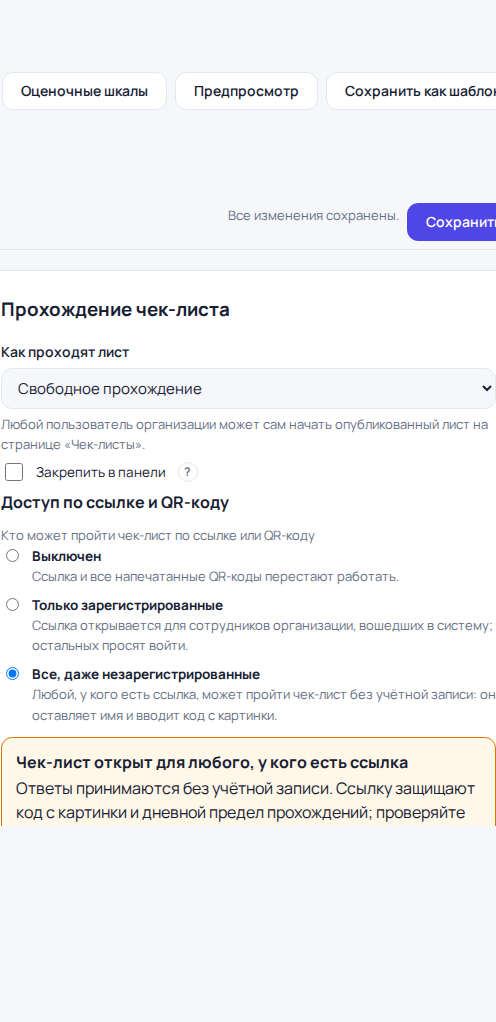 Оценочные шкалы
Предпросмотр
Сохранить как шаблон
Все изменения сохранены.
Сохранить
Прохождение чек-листа
Как проходят лист
Свободное прохождение
Любой пользователь организации может сам начать опубликованный лист на
странице «Чек-листы».
Закрепить в панели
?
Доступ по ссылке и QR-коду
Кто может пройти чек-лист по ссылке или QR-коду
Выключен
Ссылка и все напечатанные QR-коды перестают работать.
Только зарегистрированные
Ссылка открывается для сотрудников организации, вошедших в систему;
остальных просят войти.
Все, даже незарегистрированные
Любой, у кого есть ссылка, может пройти чек-лист без учётной записи: он
оставляет имя и вводит код с картинки.
Чек-лист открыт для любого, у кого есть ссылка
Ответы принимаются без учётной записи. Ссылку защищают
код с картинки и дневной предел прохождений; проверяйте